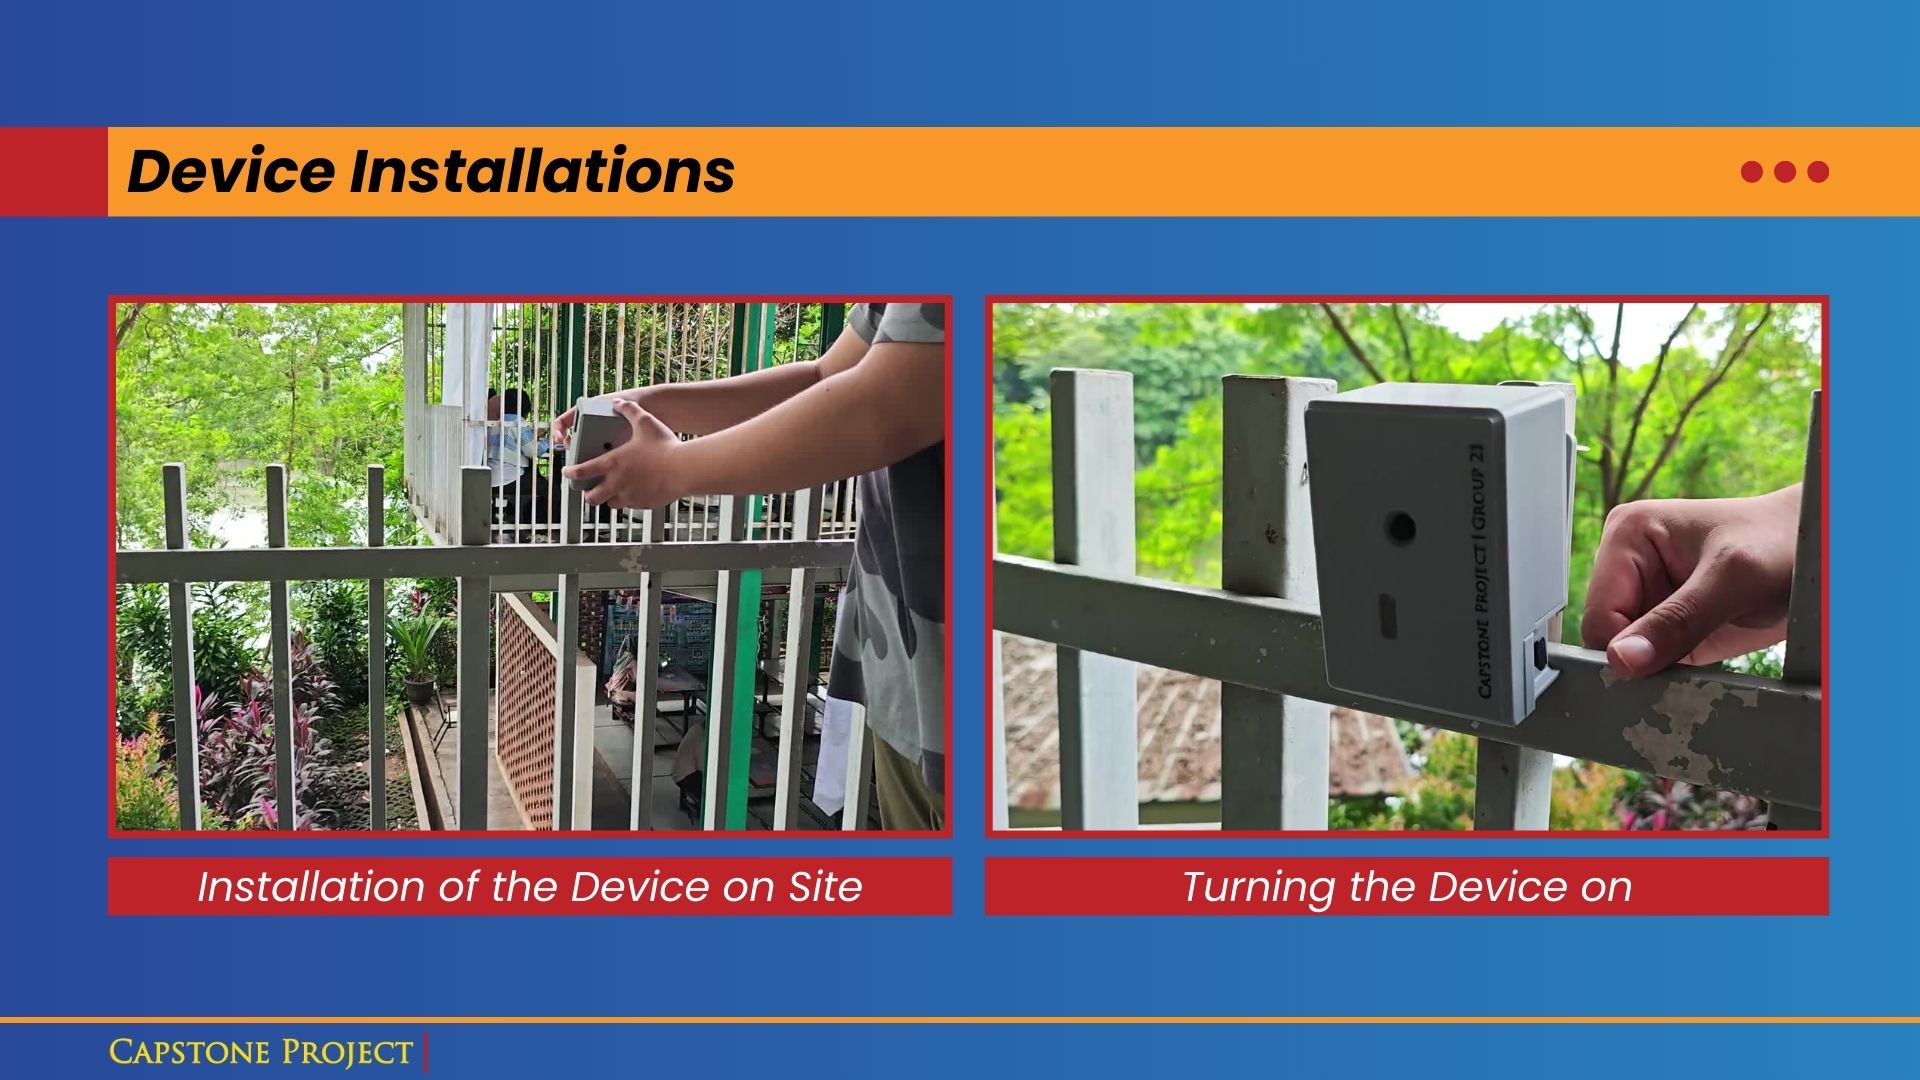 Device Installations
CAPSTONE PROJECT | GROUP 21
Installation of the Device on Site
Turning the Device on
CAPSTONE PROJECT